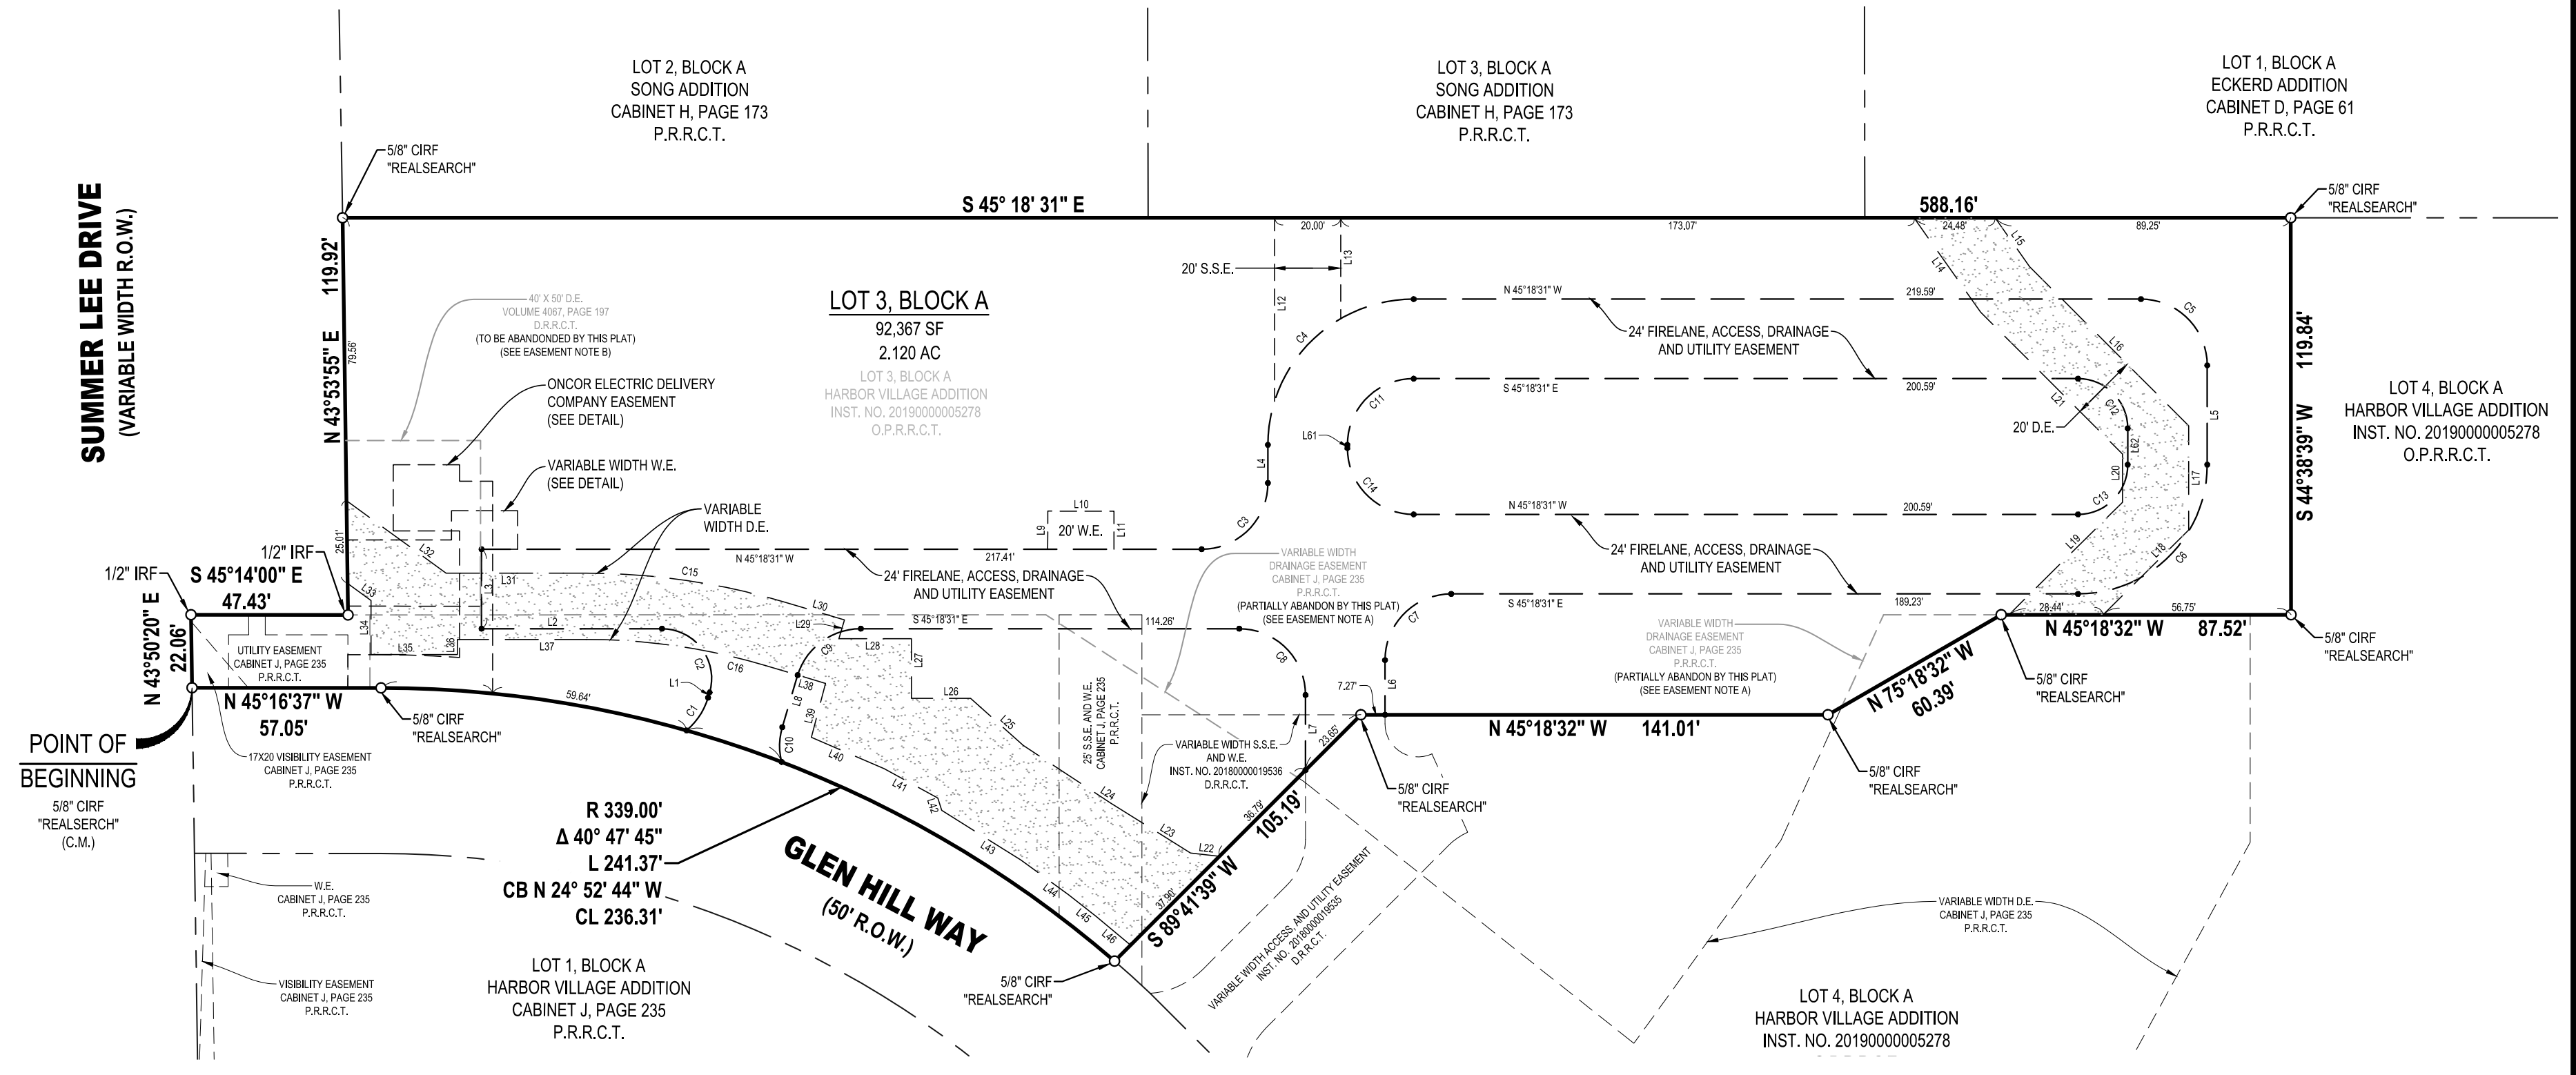 LOT 2, BLOCK A
SONG ADDITION
CABINET H, PAGE 173
P.R.R.C.T.
LOT 3, BLOCK A
SONG ADDITION
CABINET H, PAGE 173
P.R.R.C.T.
LOT 1, BLOCK A
ECKERD ADDITION
CABINET D, PAGE 61
P.R.R.C.T.
5/8" CIRF
"REALSEARCH"
SUMMER LEE DRIVE
(VARIABLE WIDTH R.O.W.)
S 45° 18' 31" E
588.16'
5/8" CIRF
"REALSEARCH"
20.00'
173.07'
24.48'
89.25'
N 43°53'55" E 119.92'
79.56'
25.01'
40' X 50' D.E.
VOLUME 4067, PAGE 197
D.R.R.C.T.
(TO BE ABANDONED BY THIS PLAT)
(SEE EASEMENT NOTE B)
LOT 3, BLOCK A
92,367 SF
2.120 AC
LOT 3, BLOCK A
HARBOR VILLAGE ADDITION
INST. NO. 20190000005278
O.P.R.R.C.T.
20' S.S.E.
L12
L13
L14
L15
C4
N 45°18'31" W
219.59'
C5
24' FIRELANE, ACCESS, DRAINAGE
AND UTILITY EASEMENT
L16
S 44°38'39" W 119.84'
LOT 4, BLOCK A
HARBOR VILLAGE ADDITION
INST. NO. 20190000005278
O.P.R.R.C.T.
ONCOR ELECTRIC DELIVERY
COMPANY EASEMENT
(SEE DETAIL)
VARIABLE WIDTH W.E.
(SEE DETAIL)
VARIABLE
WIDTH D.E.
C11
S 45°18'31" E
200.59'
L21
C12
L5
20' D.E.
L61
L62
L4
C14
L20
L17
C13
N 45°18'31" W
200.59'
L10
L9
20' W.E.
L11
C3
L19
L18
C6
N 45°18'31" W
217.41'
24' FIRELANE, ACCESS, DRAINAGE
AND UTILITY EASEMENT
24' FIRELANE, ACCESS, DRAINAGE
AND UTILITY EASEMENT
VARIABLE WIDTH
DRAINAGE EASEMENT
CABINET J, PAGE 235
P.R.R.C.T.
(PARTIALLY ABANDON BY THIS PLAT)
(SEE EASEMENT NOTE A)
1/2" IRF
1/2" IRF
S 45°14'00" E
47.43'
L32
L33
L34
L31
L3
C15
L30
L29
L2
S 45°18'31" E
114.26'
C7
S 45°18'31" E
189.23'
28.44'
56.75'
N 45°18'32" W 87.52'
5/8" CIRF
"REALSEARCH"
N 43°50'20" E
22.06'
UTILITY EASEMENT
CABINET J, PAGE 235
P.R.R.C.T.
L35
L36
L37
C2
L1
C1
C16
C9
L28
L27
L38
L8
L39
C10
L26
L25
C8
L7
L6
7.27'
VARIABLE WIDTH
DRAINAGE EASEMENT
CABINET J, PAGE 235
P.R.R.C.T.
(PARTIALLY ABANDON BY THIS PLAT)
(SEE EASEMENT NOTE A)
N 75°18'32" W
60.39'
5/8" CIRF
"REALSEARCH"
N 45°16'37" W
57.05'
5/8" CIRF
"REALSEARCH"
59.64'
POINT OF
BEGINNING
5/8" CIRF
"REALSERCH"
(C.M.)
17X20 VISIBILITY EASEMENT
CABINET J, PAGE 235
P.R.R.C.T.
25' S.S.E. AND W.E.
CABINET J, PAGE 235
P.R.R.C.T.
VARIABLE WIDTH S.S.E.
AND W.E.
INST. NO. 20180000019536
D.R.R.C.T.
23.65'
N 45°18'32" W 141.01'
5/8" CIRF
"REALSEARCH"
5/8" CIRF
"REALSEARCH"
L40
L41
L42
L43
L44
L45
L46
L24
L23
L22
36.79'
105.19'
37.90'
S 89°41'39" W
R 339.00'
Δ 40° 47' 45"
L 241.37'
CB N 24° 52' 44" W
CL 236.31'
GLEN HILL WAY
(50' R.O.W.)
W.E.
CABINET J, PAGE 235
P.R.R.C.T.
VISIBILITY EASEMENT
CABINET J, PAGE 235
P.R.R.C.T.
LOT 1, BLOCK A
HARBOR VILLAGE ADDITION
CABINET J, PAGE 235
P.R.R.C.T.
5/8" CIRF
"REALSEARCH"
VARIABLE WIDTH ACCESS, AND UTILITY EASEMENT
INST. NO. 20180000019535
D.R.R.C.T.
VARIABLE WIDTH D.E.
CABINET J, PAGE 235
P.R.R.C.T.
LOT 4, BLOCK A
HARBOR VILLAGE ADDITION
INST. NO. 20190000005278